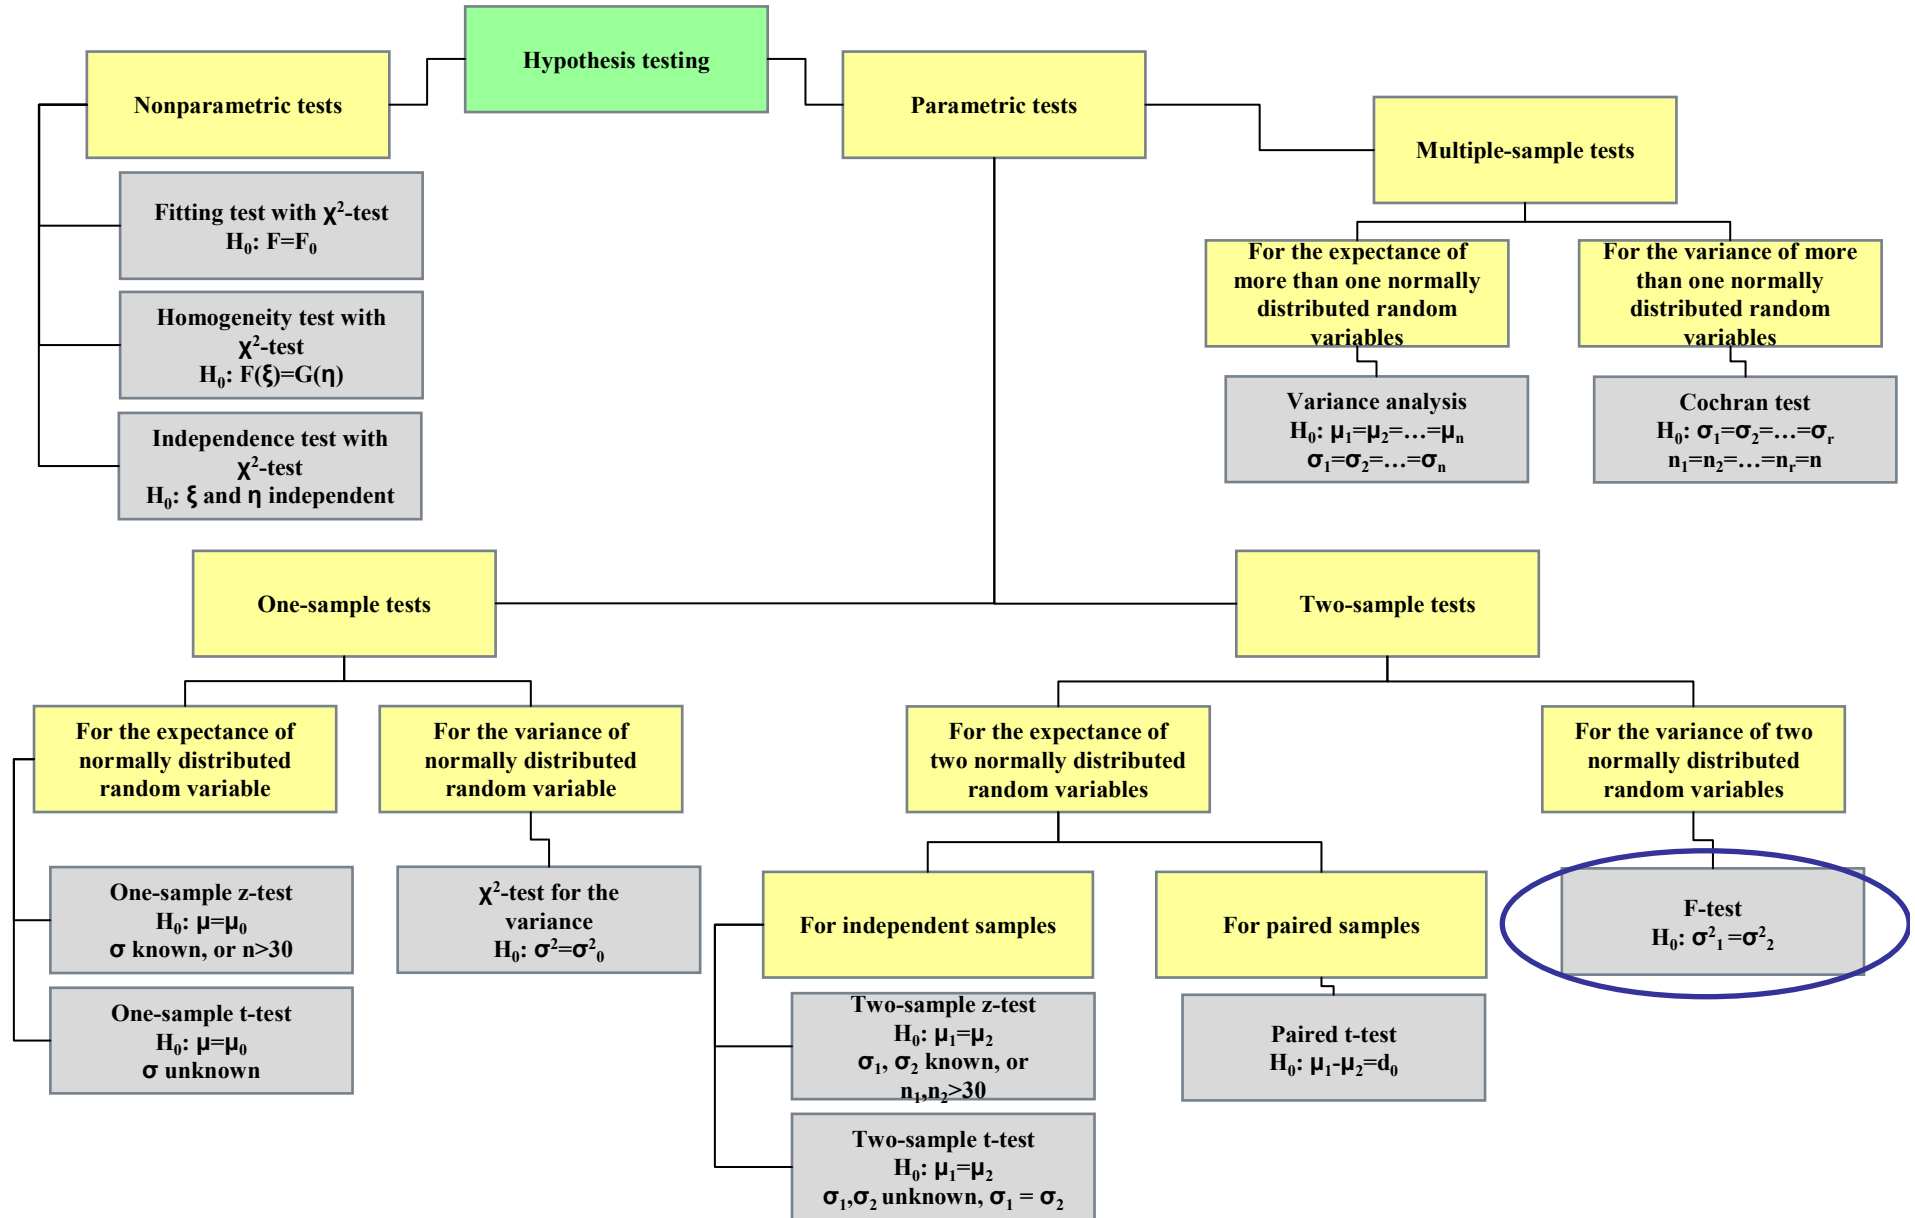 Hypothesis testing
Nonparametric tests
Parametric tests
Multiple-sample tests
Fitting test with χ²-test
H₀: F=F₀
Homogeneity test with
χ²-test
H₀: F(ξ)=G(η)
Independence test with
χ²-test
H₀: ξ and η independent
For the expectance of
more than one normally
distributed random
variables
For the variance of more
than one normally
distributed random
variables
Variance analysis
H₀: μ₁=μ₂=…=μₙ
σ₁=σ₂=…=σₙ
Cochran test
H₀: σ₁=σ₂=…=σᵣ
n₁=n₂=…=nᵣ=n
One-sample tests
Two-sample tests
For the expectance of
normally distributed
random variable
For the variance of
normally distributed
random variable
For the expectance of
two normally distributed
random variables
For the variance of two
normally distributed
random variables
One-sample z-test
H₀: μ=μ₀
σ known, or n>30
One-sample t-test
H₀: μ=μ₀
σ unknown
χ²-test for the
variance
H₀: σ²=σ²₀
For independent samples
For paired samples
F-test
H₀: σ²₁ =σ²₂
Two-sample z-test
H₀: μ₁=μ₂
σ₁, σ₂ known, or
n₁,n₂>30
Two-sample t-test
H₀: μ₁=μ₂
σ₁,σ₂ unknown, σ₁ = σ₂
Paired t-test
H₀: μ₁-μ₂=d₀